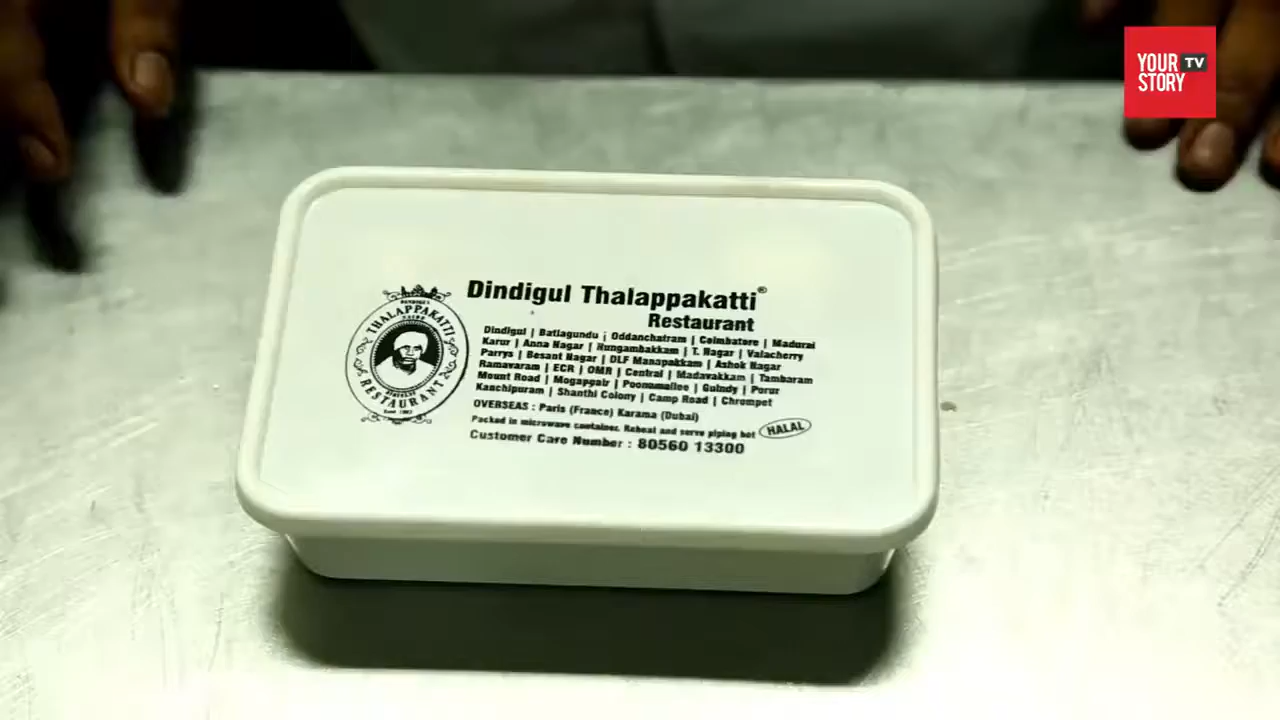 YOUR TV
STORY
Dindigul Thalappakatti®
Restaurant
THALAPPAKATTI
RESTAURANT
Dindigul | Batlagundu | Oddanchatram | Coimbatore | Madurai
Karur | Anna Nagar | Nungambakkam | T. Nagar | Valacherry
Parrys | Besant Nagar | DLF Manapakkam | Ashok Nagar
Ramavaram | ECR | OMR | Central | Madavakkam | Tambaram
Mount Road | Mogappair | Poonamallee | Guindy | Porur
Kanchipuram | Shanthi Colony | Camp Road | Chrompet
OVERSEAS : Paris (France) Karama (Dubai)
Packed in microwave container. Reheat and serve piping hot
HALAL
Customer Care Number : 80560 13300